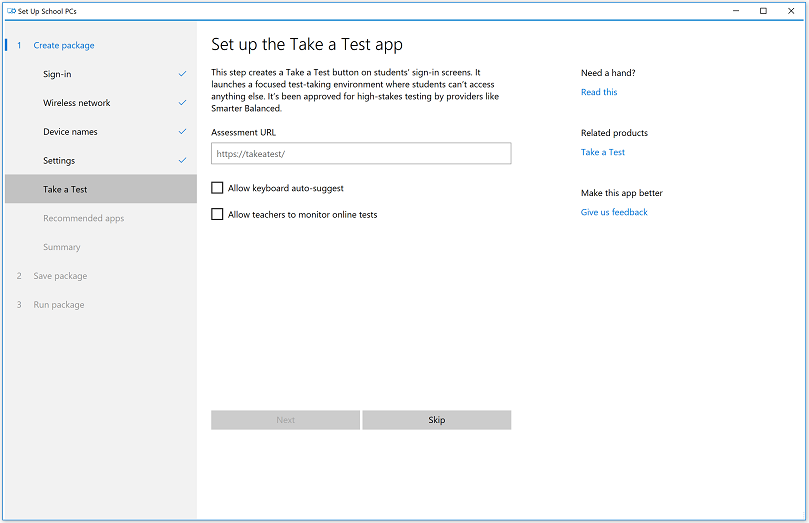 Set Up School PCs
1 Create package
Sign-in
Wireless network
Device names
Settings
Take a Test
Recommended apps
Summary
2 Save package
3 Run package
Set up the Take a Test app
This step creates a Take a Test button on students' sign-in screens. It
launches a focused test-taking environment where students can't access
anything else. It's been approved for high-stakes testing by providers like
Smarter Balanced.
Assessment URL
https://takeatest/
Allow keyboard auto-suggest
Allow teachers to monitor online tests
Next
Skip
Need a hand?
Read this
Related products
Take a Test
Make this app better
Give us feedback